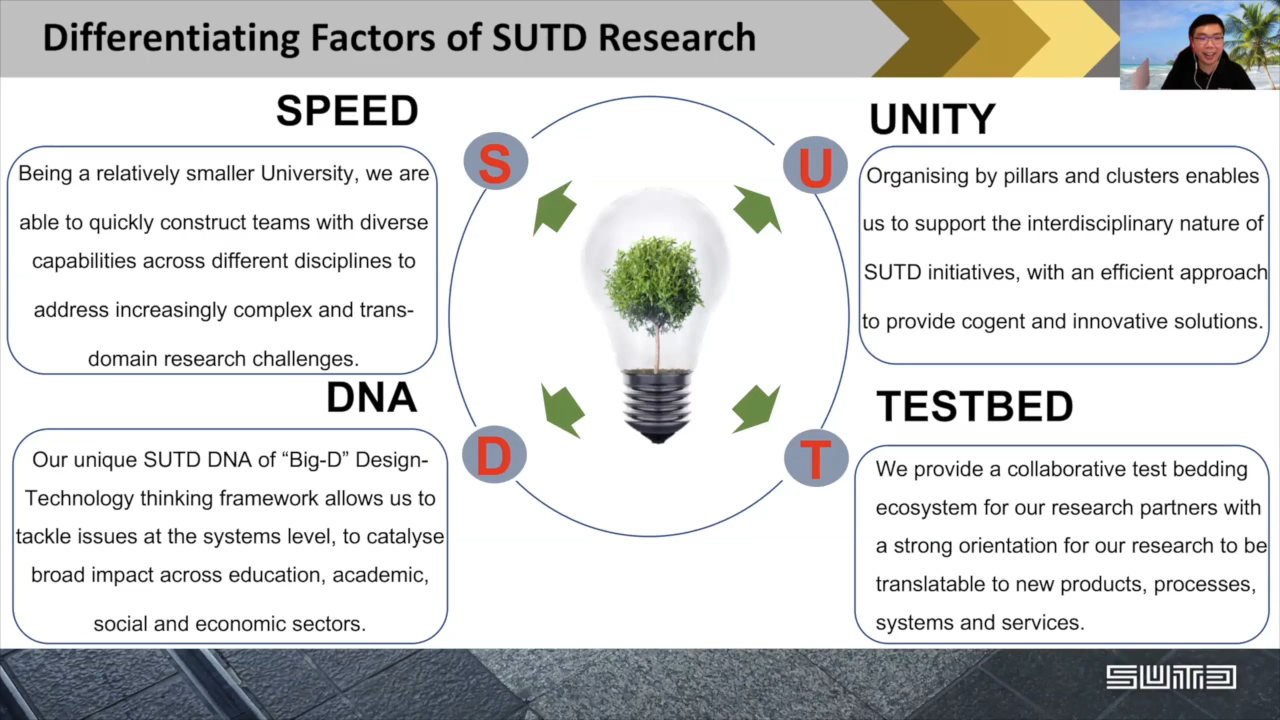 Differentiating Factors of SUTD Research
SPEED
Being a relatively smaller University, we are
able to quickly construct teams with diverse
capabilities across different disciplines to
address increasingly complex and trans-
domain research challenges.
S
U
UNITY
Organising by pillars and clusters enables
us to support the interdisciplinary nature of
SUTD initiatives, with an efficient approach
to provide cogent and innovative solutions.
DNA
Our unique SUTD DNA of “Big-D” Design-
Technology thinking framework allows us to
tackle issues at the systems level, to catalyse
broad impact across education, academic,
social and economic sectors.
D
T
TESTBED
We provide a collaborative test bedding
ecosystem for our research partners with
a strong orientation for our research to be
translatable to new products, processes,
systems and services.
SUTD